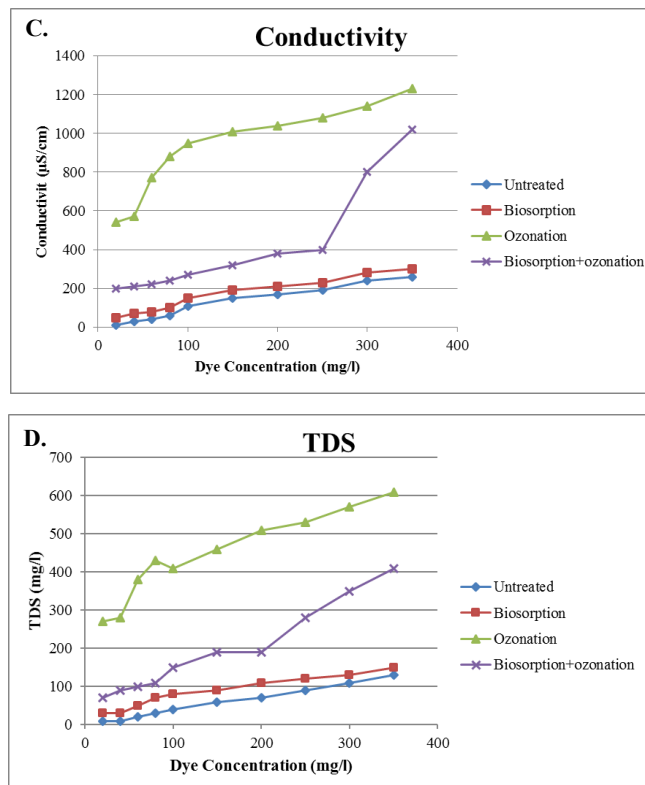 C.
Conductivity
1400
1200
1000
800
600
400
200
0
Conductivit (µS/cm)
0 100 200 300 400
Dye Concentration (mg/l)
Untreated
Biosorption
Ozonation
Biosorption+ozonation
D.
TDS
700
600
500
400
300
200
100
0
TDS (mg/l)
0 100 200 300 400
Dye Concentration (mg/l)
Untreated
Biosorption
Ozonation
Biosorption+ozonation